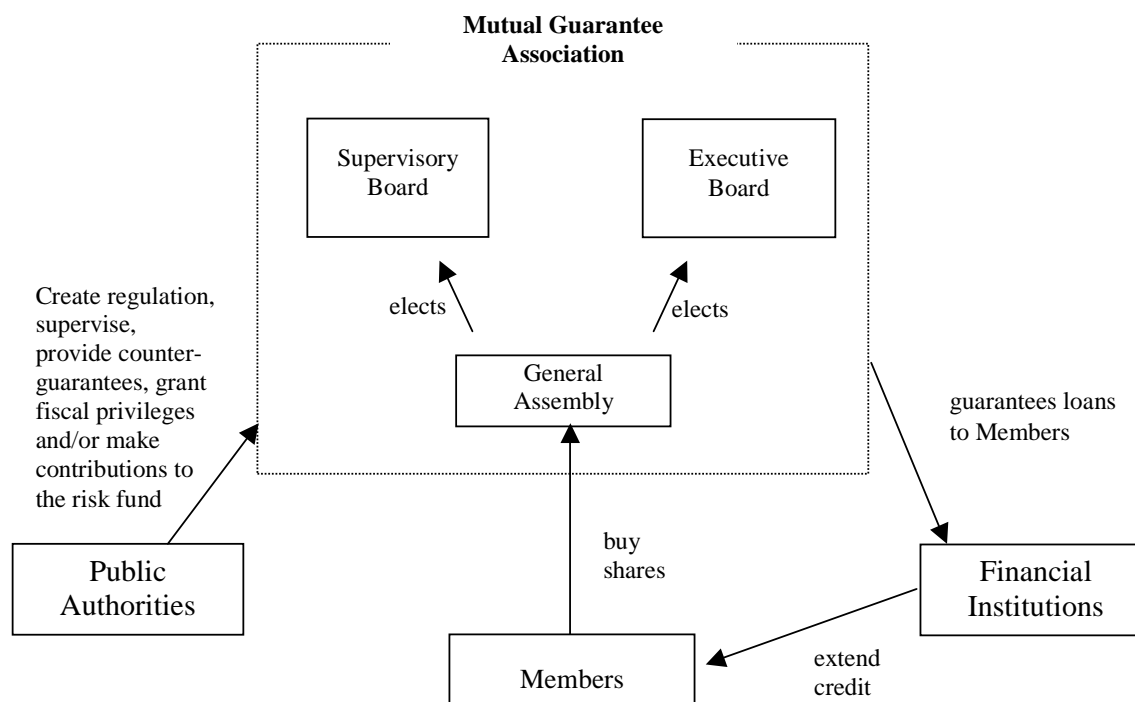 Mutual Guarantee
Association
Supervisory
Board
Executive
Board
elects
elects
General
Assembly
Create regulation,
supervise,
provide counter-
guarantees, grant
fiscal privileges
and/or make
contributions to
the risk fund
guarantees loans
to Members
buy
shares
Public
Authorities
Financial
Institutions
extend
credit
Members